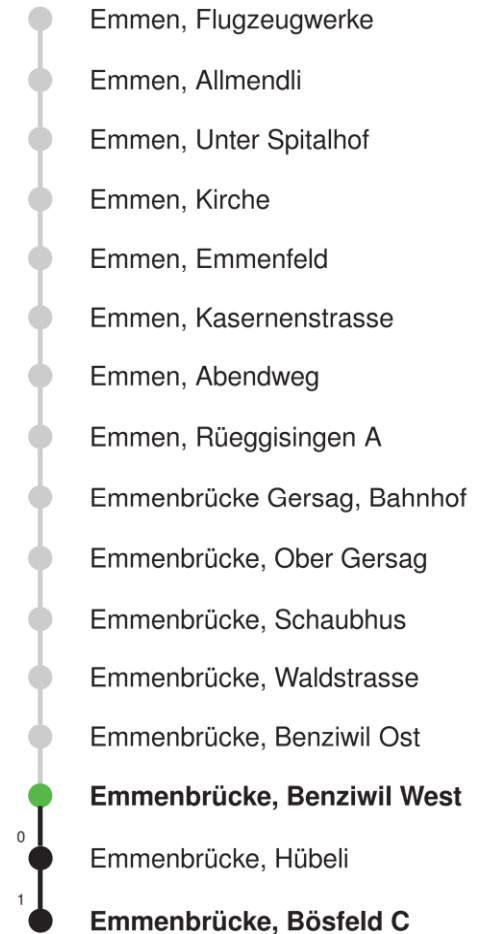 Emmen, Flugzeugwerke
Emmen, Allmendli
Emmen, Unter Spitalhof
Emmen, Kirche
Emmen, Emmenfeld
Emmen, Kasernenstrasse
Emmen, Abendweg
Emmen, Rüeggisingen A
Emmenbrücke Gersag, Bahnhof
Emmenbrücke, Ober Gersag
Emmenbrücke, Schaubhus
Emmenbrücke, Waldstrasse
Emmenbrücke, Benziwil Ost
Emmenbrücke, Benziwil West
0
Emmenbrücke, Hübeli
1
Emmenbrücke, Bösfeld C